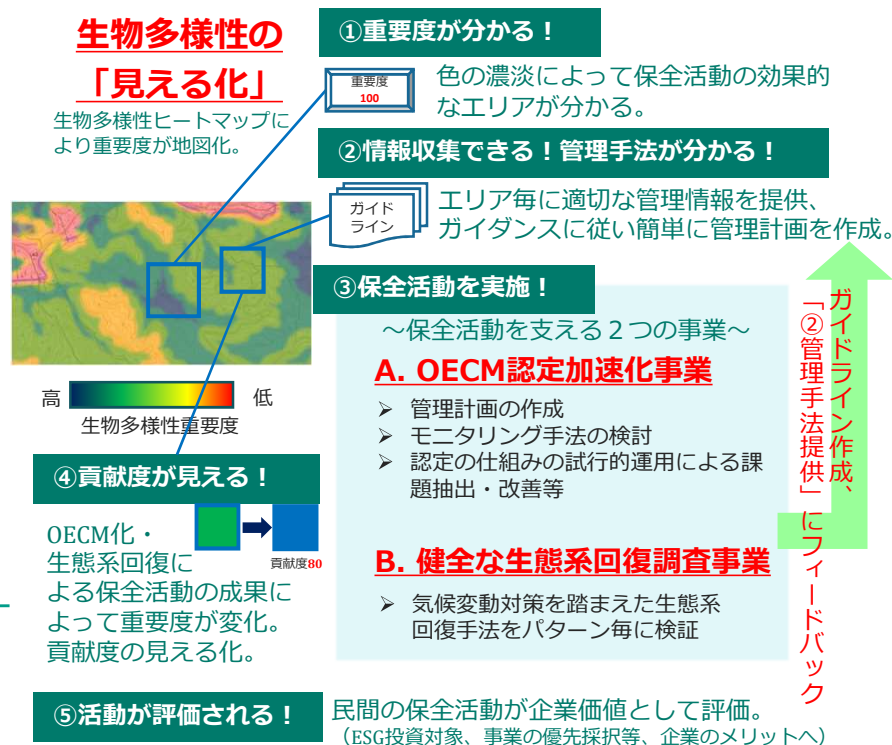 生物多様性の
「見える化」
生物多様性ヒートマップに
より重要度が地図化。
①重要度が分かる！
重要度
100
色の濃淡によって保全活動の効果的
なエリアが分かる。
②情報収集できる！管理手法が分かる！
ガイド
ライン
エリア毎に適切な管理情報を提供、
ガイダンスに従い簡単に管理計画を作成。
高
低
生物多様性重要度
③保全活動を実施！
～保全活動を支える２つの事業～
A. OECM認定加速化事業
➢ 管理計画の作成
➢ モニタリング手法の検討
➢ 認定の仕組みの試行的運用による課
題抽出・改善等
B. 健全な生態系回復調査事業
➢ 気候変動対策を踏まえた生態系
回復手法をパターン毎に検証
ガイドライン作成、
「②管理手法提供」にフィードバック
④貢献度が見える！
貢献度80
OECM化・
生態系回復に
よる保全活動の成果に
よって重要度が変化。
貢献度の見える化。
⑤活動が評価される！
民間の保全活動が企業価値として評価。
（ESG投資対象、事業の優先採択等、企業のメリットへ）